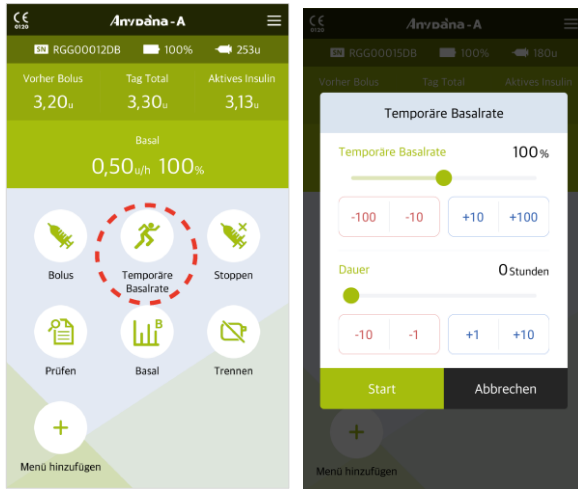 CE 0120 AnyDana-A
SN RGG00012DB 100% 253u
Vorher Bolus Tag Total Aktives Insulin
3,20u 3,30u 3,13u
Basal
0,50u/h 100%
Bolus Temporäre Basalrate Stoppen
B
Prüfen Basal Trennen
Menü hinzufügen
CE 0120 AnyDana-A
SN RGG00015DB 100% 180u
Vorher Bolus Tag Total Aktives Insulin
Temporäre Basalrate
Temporäre Basalrate 100%
-100 -10 +10 +100
Dauer 0 Stunden
-10 -1 +1 +10
Start Abbrechen
Menü hinzufügen